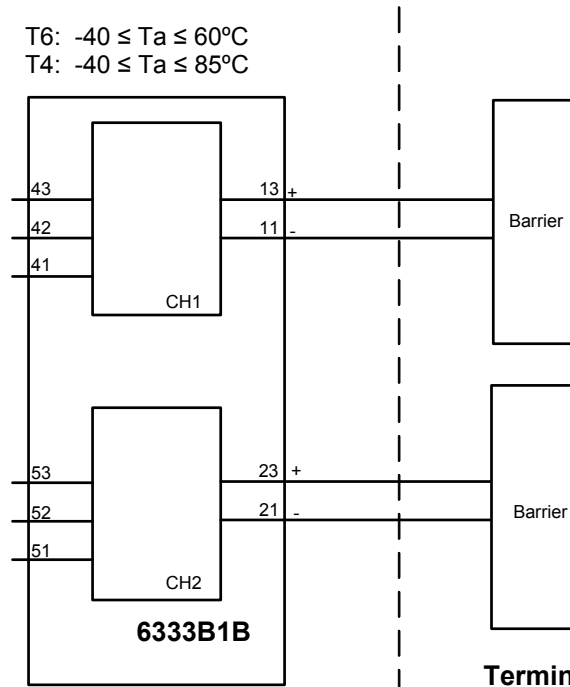 T6: -40 ≤ Ta ≤ 60ºC
T4: -40 ≤ Ta ≤ 85ºC
43 13 +
42 11 -
41
CH1
Barrier
53 23 +
52 21 -
51
CH2
Barrier
6333B1B
Termin